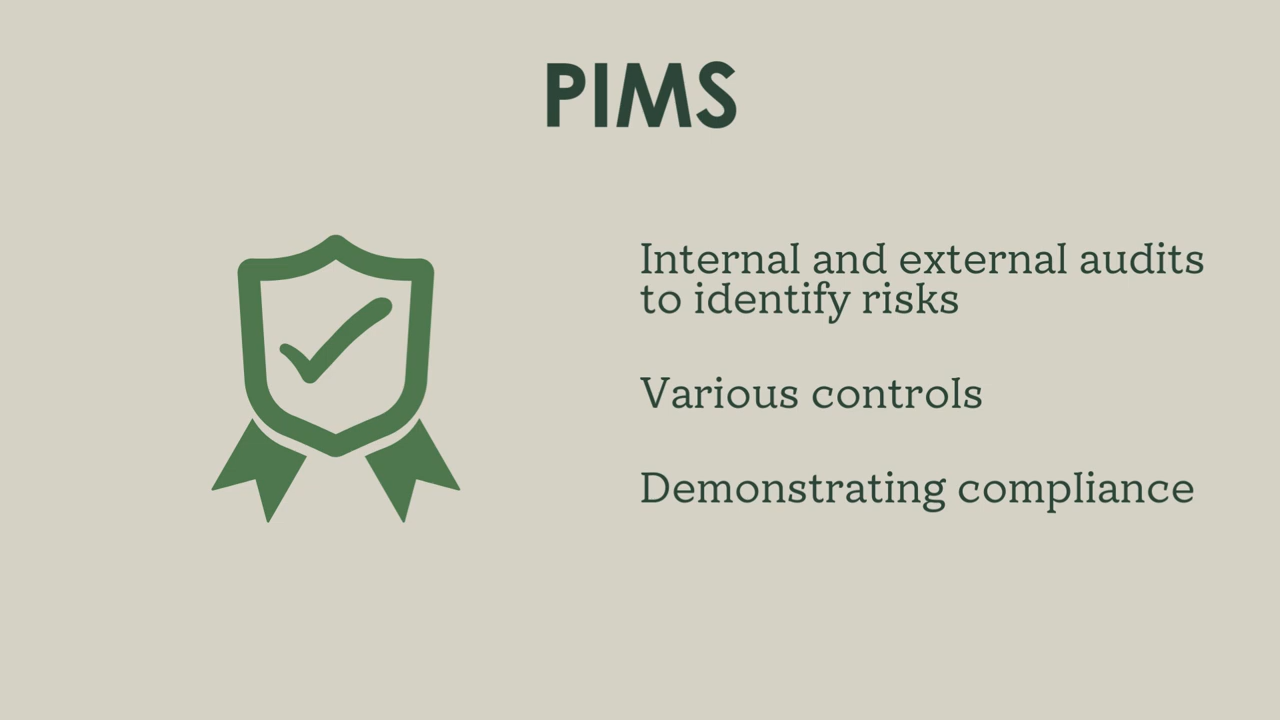 PIMS
Internal and external audits
to identify risks
Various controls
Demonstrating compliance